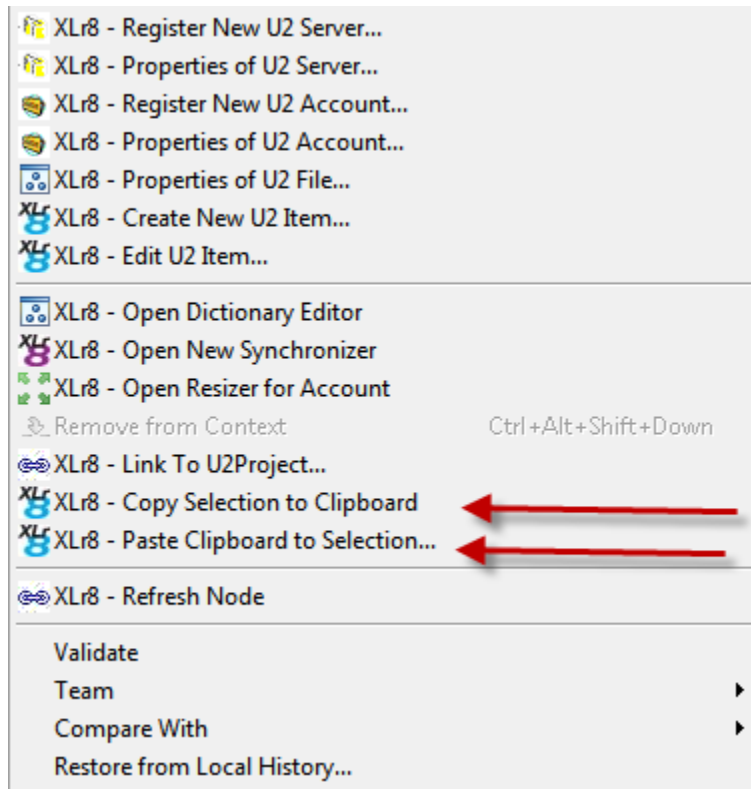 XLr8 - Register New U2 Server...
XLr8 - Properties of U2 Server...
XLr8 - Register New U2 Account...
XLr8 - Properties of U2 Account...
XLr8 - Properties of U2 File...
XLr8 - Create New U2 Item...
XLr8 - Edit U2 Item...
XLr8 - Open Dictionary Editor
XLr8 - Open New Synchronizer
XLr8 - Open Resizer for Account
Remove from Context Ctrl+Alt+Shift+Down
XLr8 - Link To U2Project...
XLr8 - Copy Selection to Clipboard
XLr8 - Paste Clipboard to Selection...
XLr8 - Refresh Node
Validate
Team
Compare With
Restore from Local History...